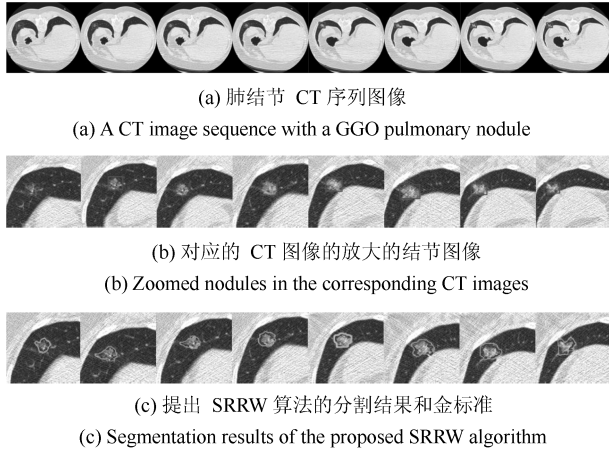 (a) 肺结节 CT 序列图像
(a) A CT image sequence with a GGO pulmonary nodule
(b) 对应的 CT 图像的放大的结节图像
(b) Zoomed nodules in the corresponding CT images
(c) 提出 SRRW 算法的分割结果和金标准
(c) Segmentation results of the proposed SRRW algorithm